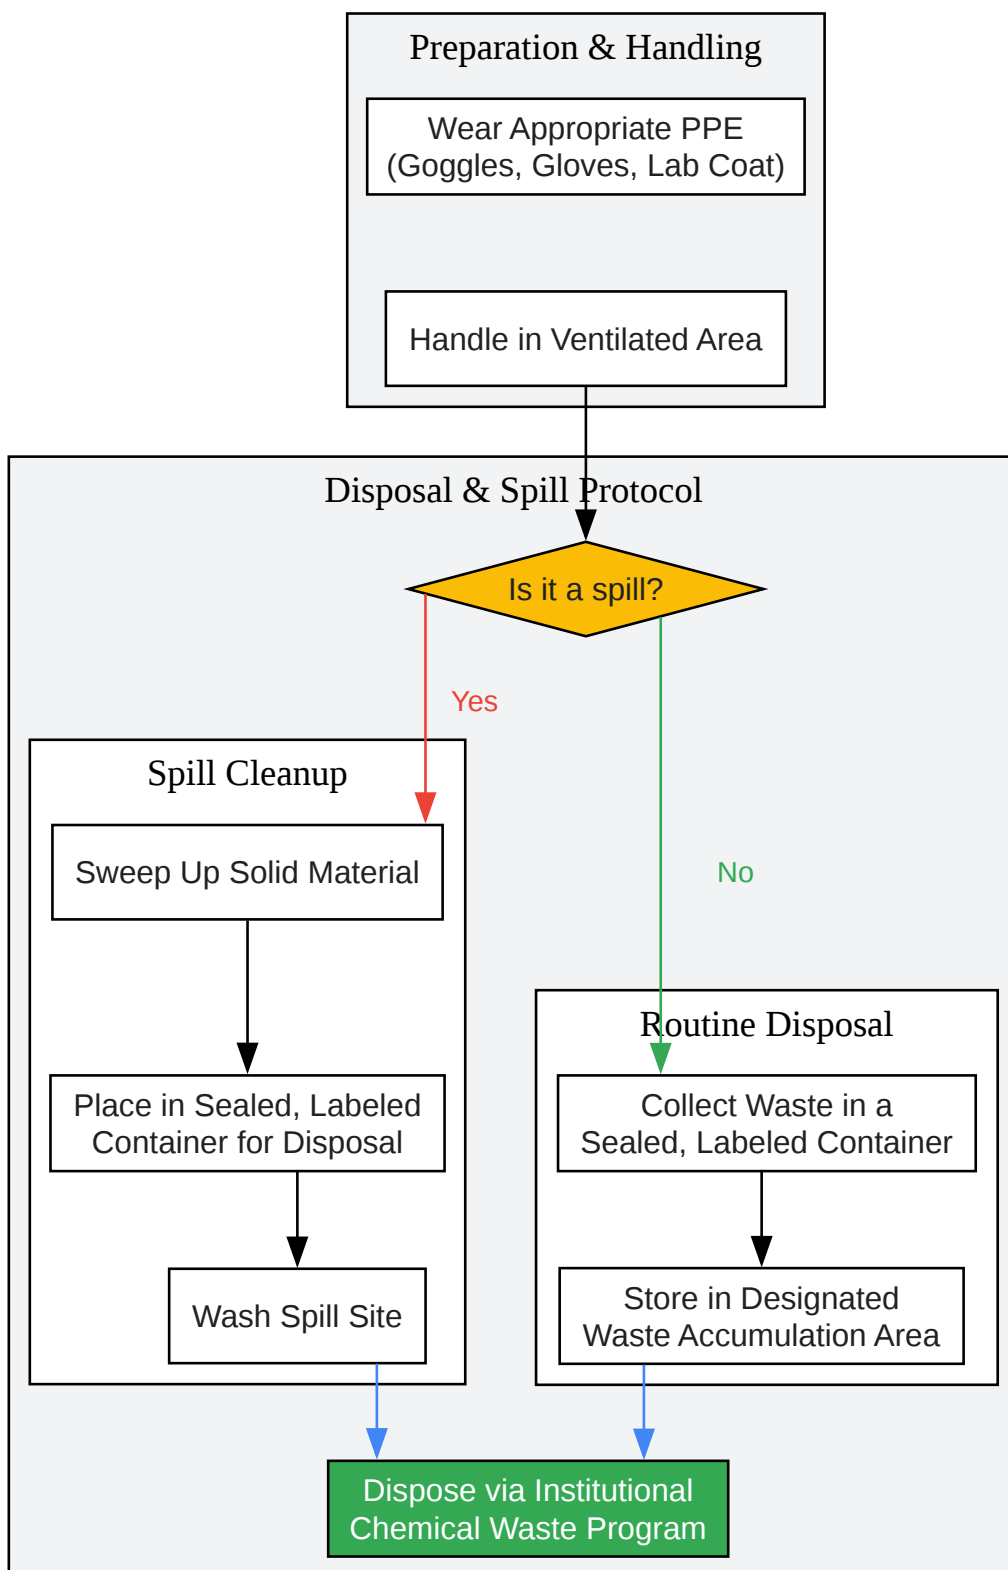 Preparation & Handling
Wear Appropriate PPE
(Goggles, Gloves, Lab Coat)
Handle in Ventilated Area
Disposal & Spill Protocol
Is it a spill?
Yes
No
Spill Cleanup
Sweep Up Solid Material
Place in Sealed, Labeled
Container for Disposal
Wash Spill Site
Routine Disposal
Collect Waste in a
Sealed, Labeled Container
Store in Designated
Waste Accumulation Area
Dispose via Institutional
Chemical Waste Program